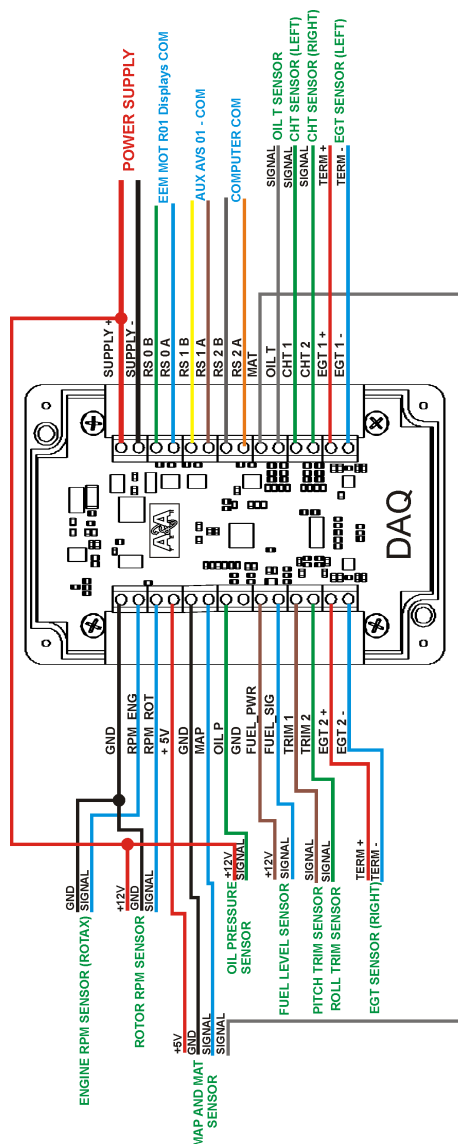 POWER SUPPLY
EEM MOT R01 Displays COM
AUX AVS 01 - COM
COMPUTER COM
OIL T SENSOR
CHT SENSOR (LEFT)
CHT SENSOR (RIGHT)
EGT SENSOR (LEFT)
SIGNAL
SIGNAL
SIGNAL
TERM +
TERM -
SUPPLY +
SUPPLY -
RS 0 B
RS 0 A
RS 1 B
RS 1 A
RS 2 B
RS 2 A
MAT
OIL T
CHT 1
CHT 2
EGT 1 +
EGT 1 -
A&A
DAQ
GND
RPM_ENG
RPM_ROT
+ 5V
GND
MAP
OIL P
GND
FUEL_PWR
FUEL_SIG
TRIM 1
TRIM 2
EGT 2 +
EGT 2 -
GND
SIGNAL
ENGINE RPM SENSOR (ROTAX)
+12V
GND
SIGNAL
ROTOR RPM SENSOR
+5V
GND
SIGNAL
SIGNAL
MAP AND MAT
SENSOR
+12V
SIGNAL
OIL PRESSURE
SENSOR
+12V
SIGNAL
FUEL LEVEL SENSOR
SIGNAL
SIGNAL
PITCH TRIM SENSOR
ROLL TRIM SENSOR
TERM +
TERM -
EGT SENSOR (RIGHT)